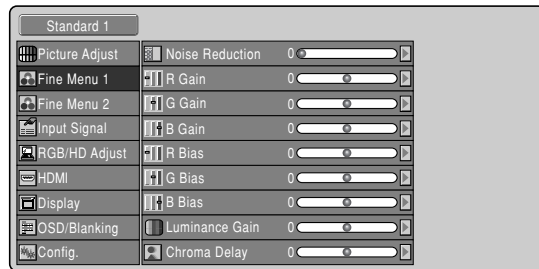 Standard 1
Picture Adjust Noise Reduction 0
Fine Menu 1 R Gain 0
Fine Menu 2 G Gain 0
Input Signal B Gain 0
RGB/HD Adjust R Bias 0
HDMI G Bias 0
Display B Bias 0
OSD/Blanking Luminance Gain 0
Config. Chroma Delay 0